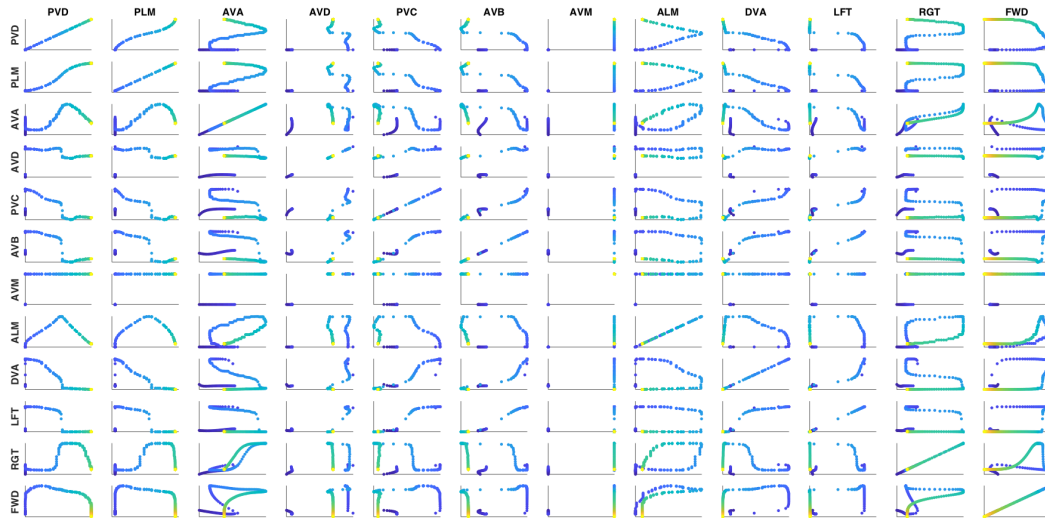 PVD PLM AVA AVD PVC AVB AVM ALM DVA LFT RGT FWD
PVD
PLM
AVA
AVD
PVC
AVB
AVM
ALM
DVA
LFT
RGT
FWD